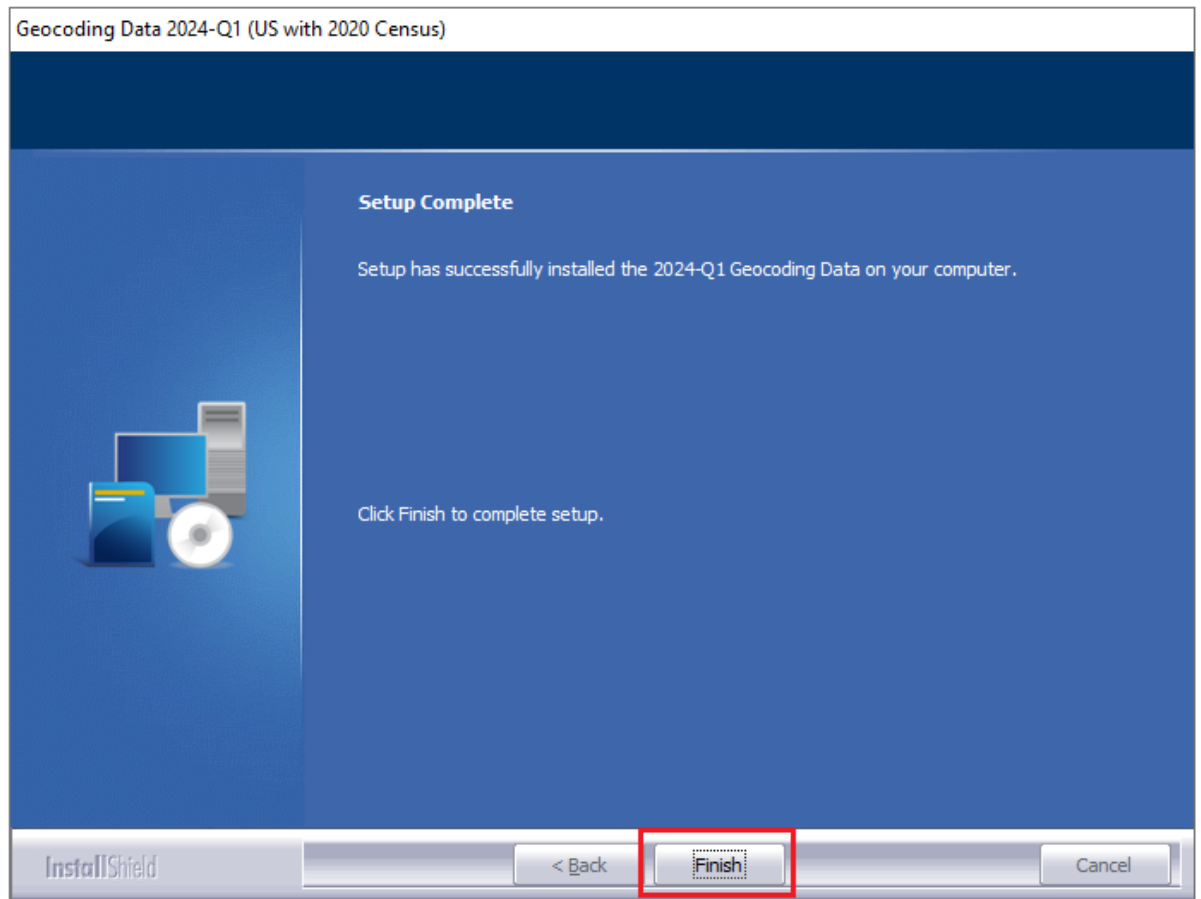 Geocoding Data 2024-Q1 (US with 2020 Census)
Setup Complete
Setup has successfully installed the 2024-Q1 Geocoding Data on your computer.
Click Finish to complete setup.
InstallShield
< Back
Finish
Cancel